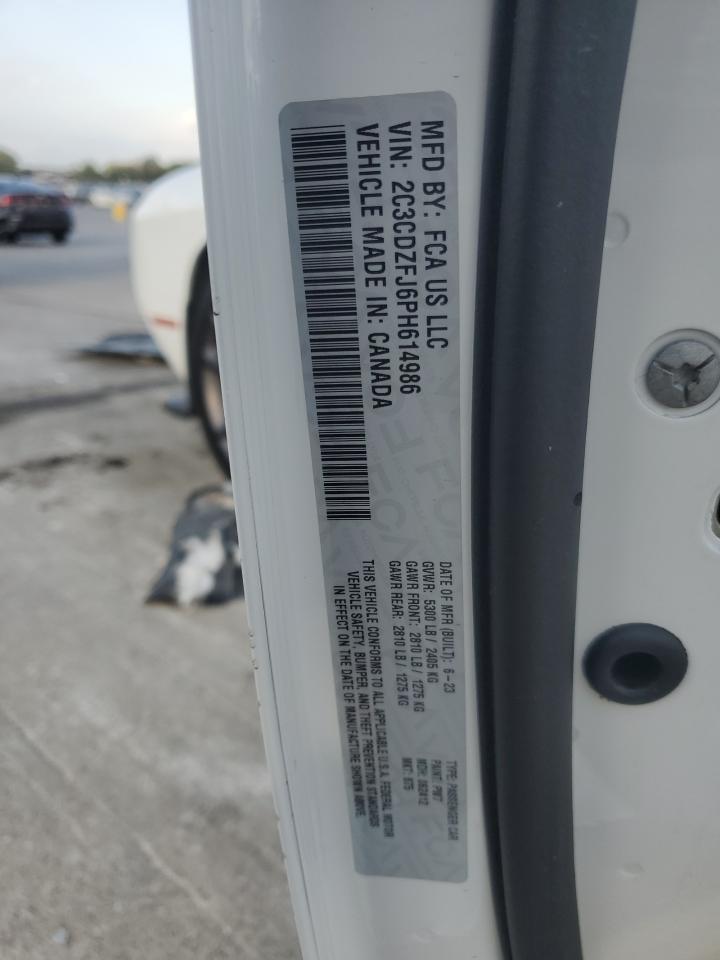 MFD BY: FCA US LLC
VIN: 2C3CDZFJ6PH614986
VEHICLE MADE IN: CANADA
DATE OF MFR (BUILT): 6-23
GVWR: 5300 LB / 2405 KG
GAWR FRONT: 2810 LB / 1275 KG
GAWR REAR: 2810 LB / 1275 KG
THIS VEHICLE CONFORMS TO ALL APPLICABLE U.S.A. FEDERAL MOTOR
VEHICLE SAFETY, BUMPER, AND THEFT PREVENTION STANDARDS
IN EFFECT ON THE DATE OF MANUFACTURE SHOWN ABOVE.
TYPE: PASSENGER CAR
PAINT: PW7
MDH: 062412
MKT: